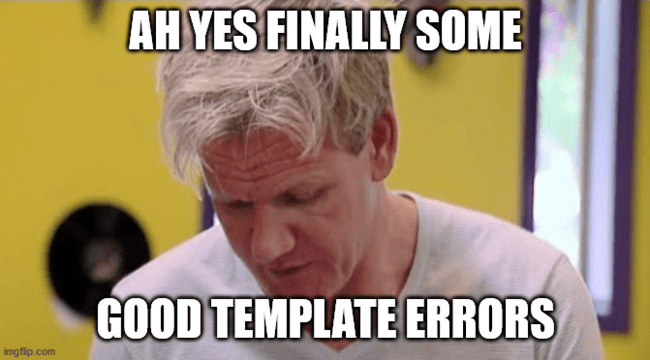 AH YES FINALLY SOME
GOOD TEMPLATE ERRORS
imgflip.com